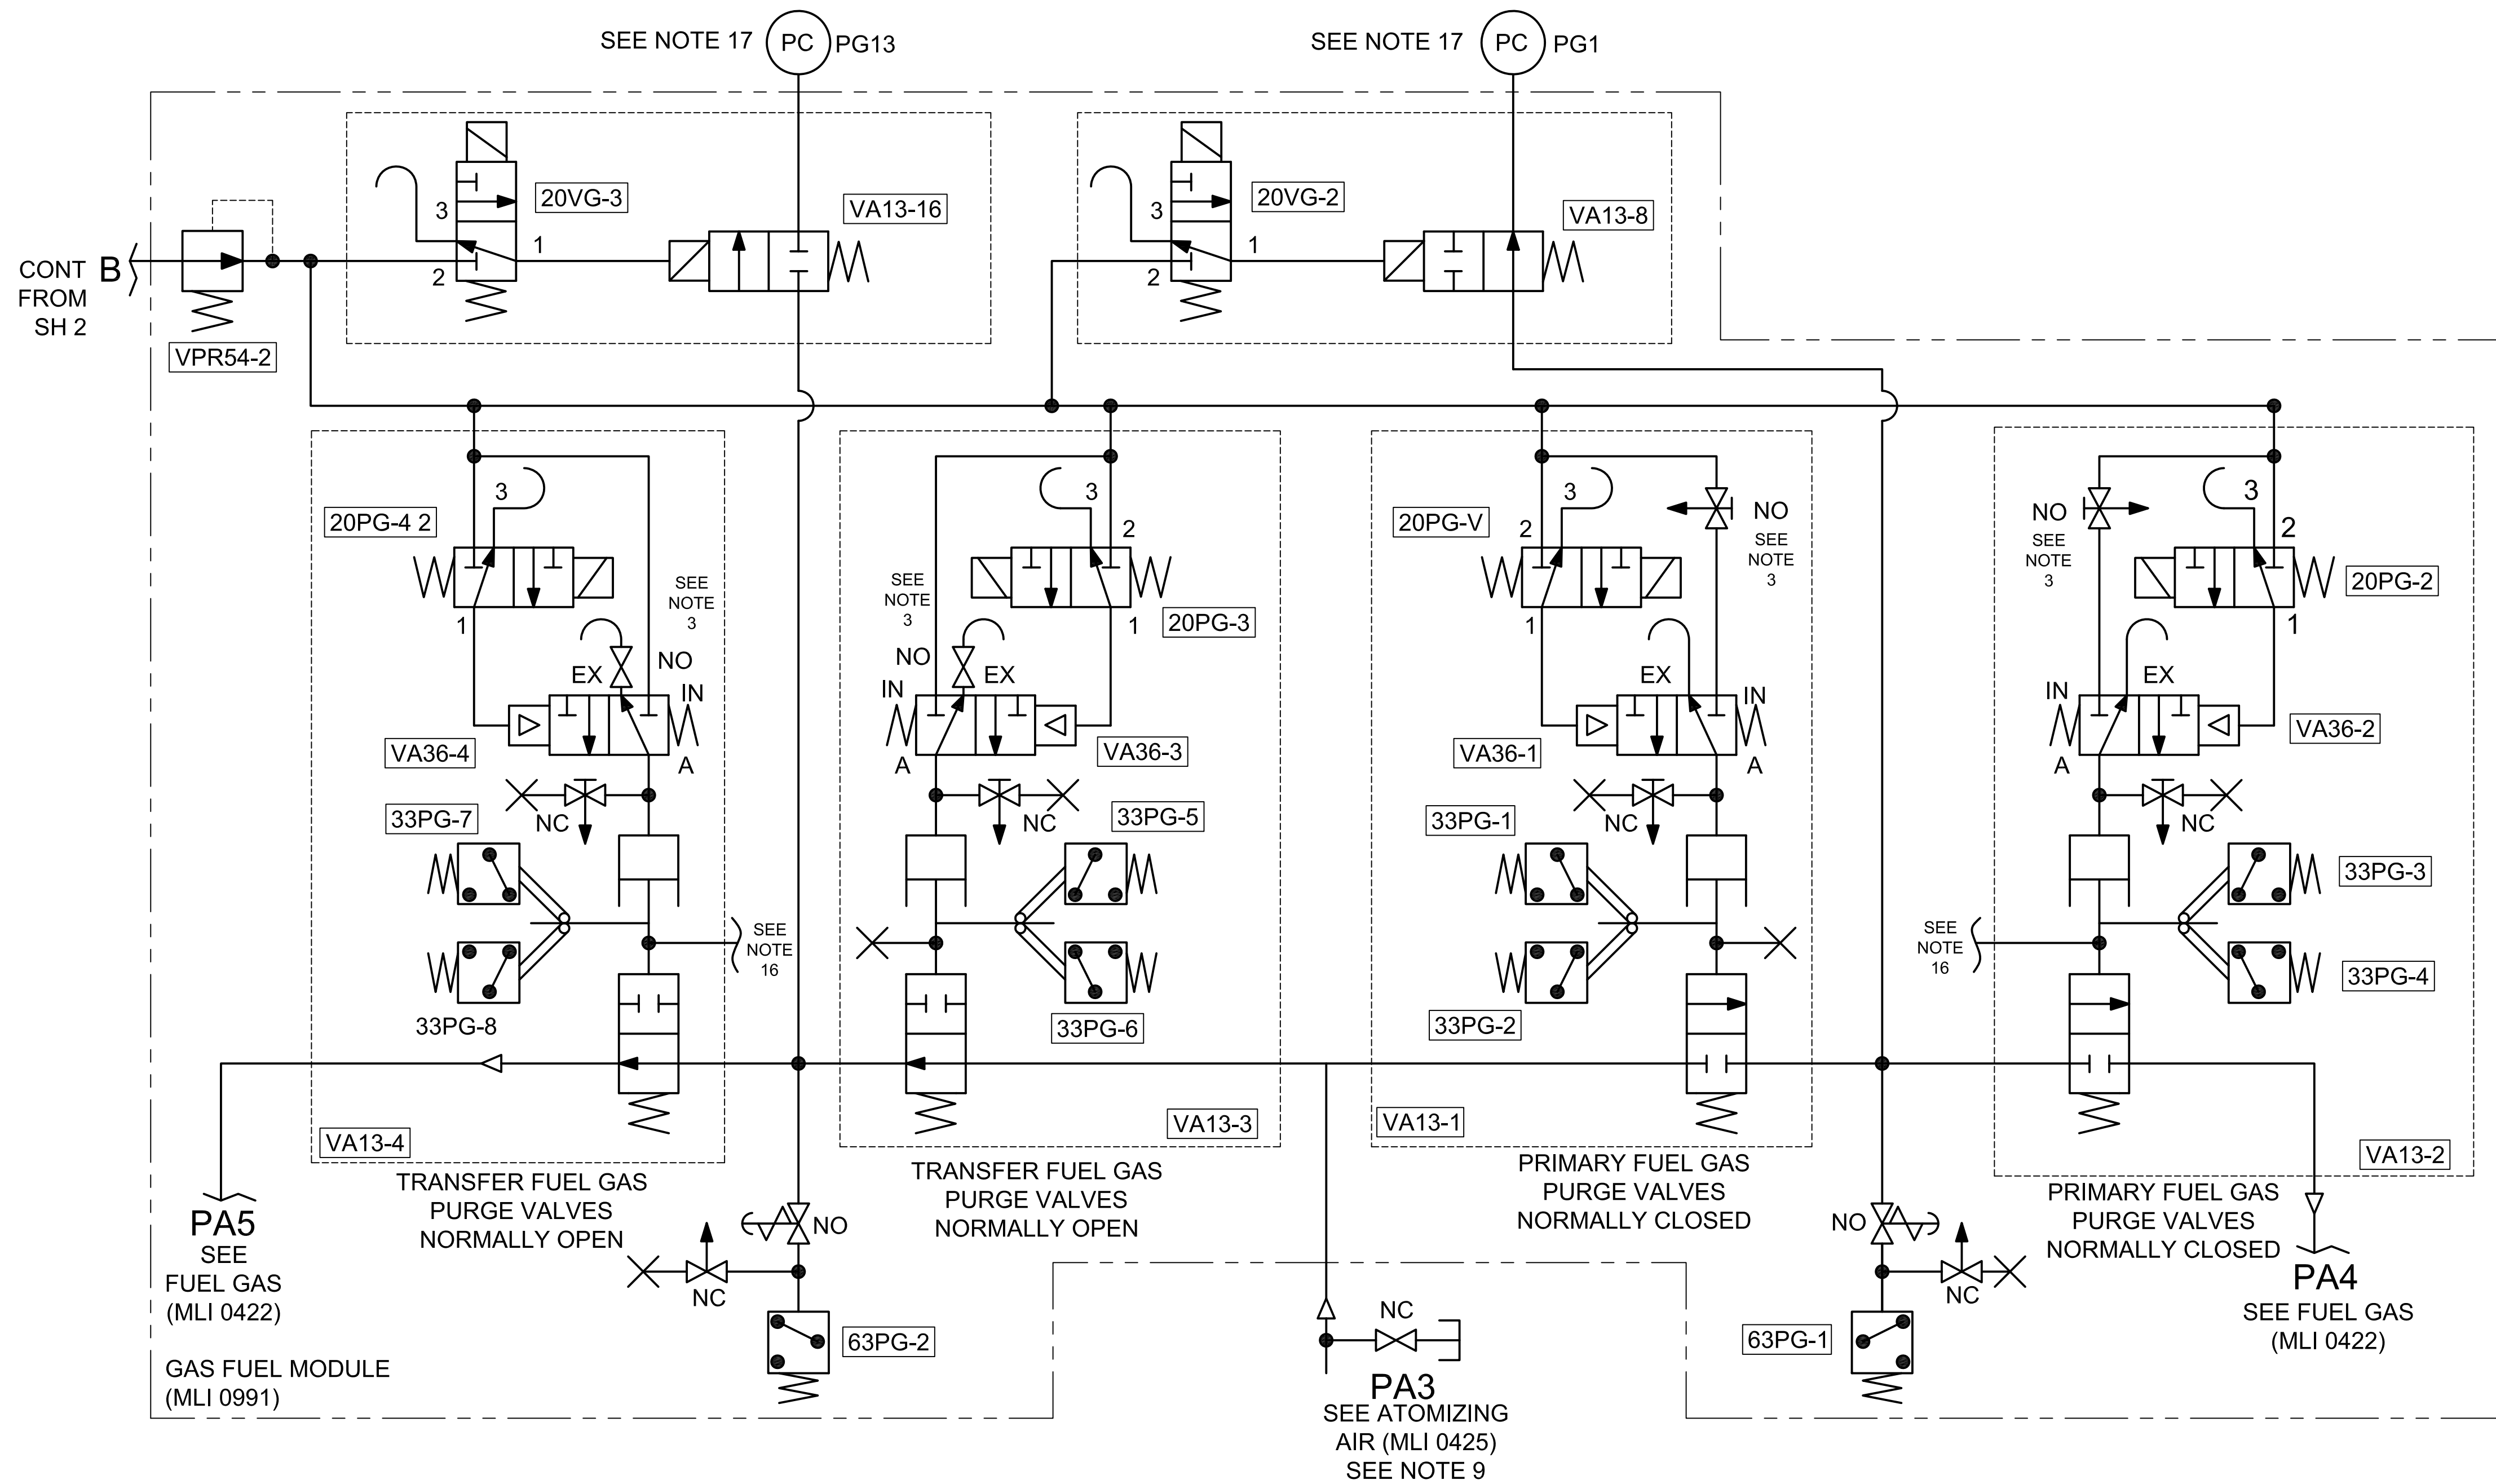 SEE NOTE 17
PC
PG13
SEE NOTE 17
PC
PG1
20VG-3
3
1
2
VA13-16
20VG-2
3
1
2
VA13-8
CONT
FROM
SH 2
B
VPR54-2
3
20PG-4 2
1
SEE
NOTE
3
EX
NO
IN
VA36-4
A
33PG-7
NC
33PG-8
SEE
NOTE
16
VA13-4
TRANSFER FUEL GAS
PURGE VALVES
NORMALLY OPEN
3
2
SEE
NOTE
3
1
20PG-3
NO
EX
IN
VA36-3
A
33PG-5
NC
33PG-6
VA13-3
TRANSFER FUEL GAS
PURGE VALVES
NORMALLY OPEN
3
20PG-V
2
NO
SEE
NOTE
3
1
EX
IN
VA36-1
A
33PG-1
NC
33PG-2
VA13-1
PRIMARY FUEL GAS
PURGE VALVES
NORMALLY CLOSED
3
NO
2
SEE
NOTE
3
20PG-2
1
EX
IN
VA36-2
A
NC
33PG-3
SEE
NOTE
16
33PG-4
VA13-2
PRIMARY FUEL GAS
PURGE VALVES
NORMALLY CLOSED
PA5
SEE
FUEL GAS
(MLI 0422)
GAS FUEL MODULE
(MLI 0991)
NO
NC
63PG-2
NC
PA3
SEE ATOMIZING
AIR (MLI 0425)
SEE NOTE 9
NO
NC
63PG-1
PA4
SEE FUEL GAS
(MLI 0422)